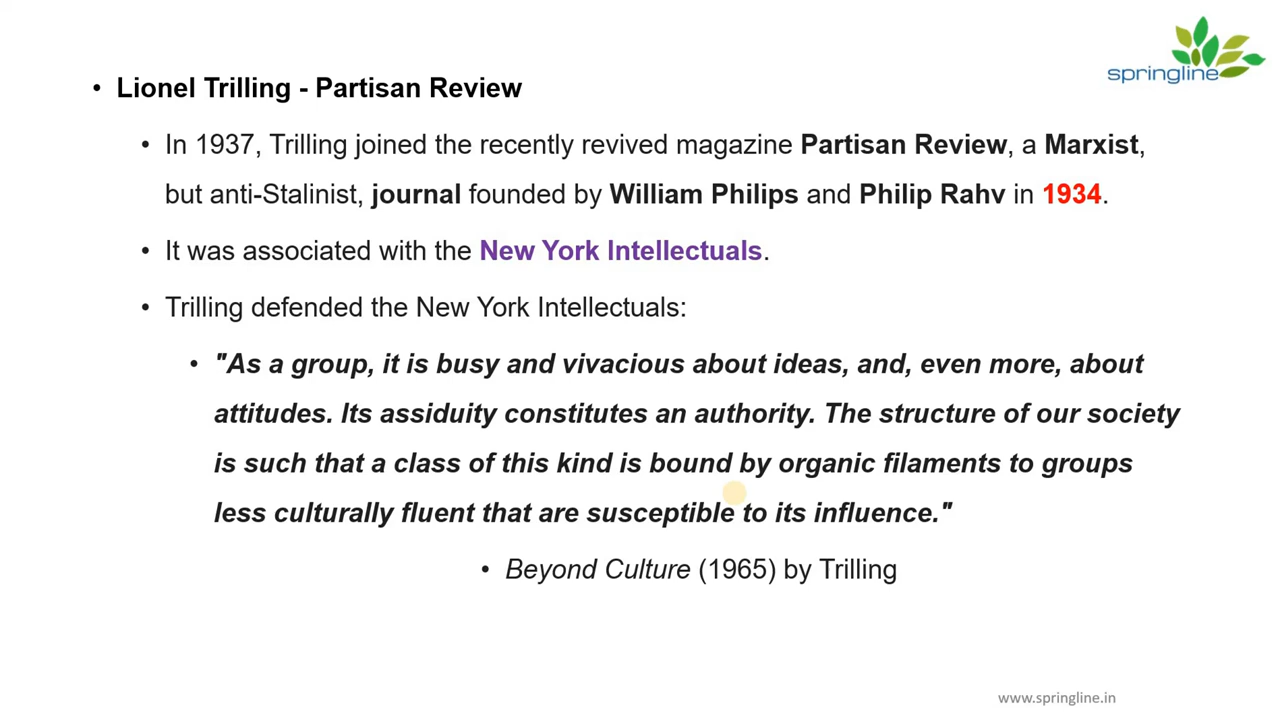 springline
• Lionel Trilling - Partisan Review
• In 1937, Trilling joined the recently revived magazine Partisan Review, a Marxist,
but anti-Stalinist, journal founded by William Philips and Philip Rahv in 1934.
• It was associated with the New York Intellectuals.
• Trilling defended the New York Intellectuals:
• "As a group, it is busy and vivacious about ideas, and, even more, about
attitudes. Its assiduity constitutes an authority. The structure of our society
is such that a class of this kind is bound by organic filaments to groups
less culturally fluent that are susceptible to its influence."
• Beyond Culture (1965) by Trilling
www.springline.in